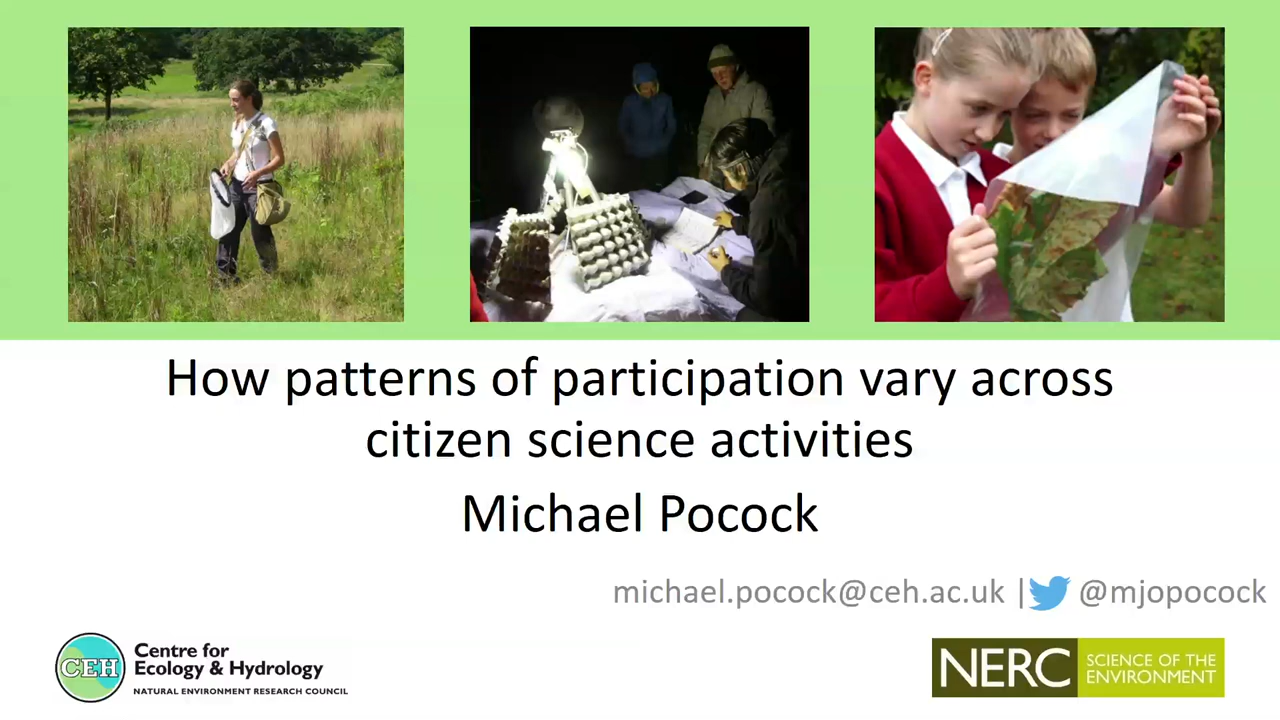 How patterns of participation vary across
citizen science activities
Michael Pocock
michael.pocock@ceh.ac.uk | @mjopocock
CEH
Centre for
Ecology & Hydrology
NATURAL ENVIRONMENT RESEARCH COUNCIL
NERC
SCIENCE OF THE
ENVIRONMENT